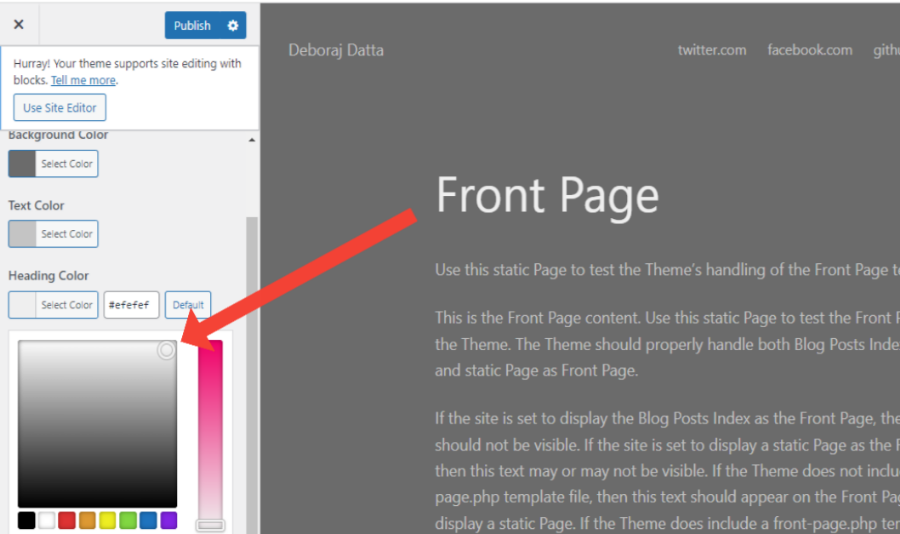 Publish
Hurray! Your theme supports site editing with
blocks. Tell me more.
Use Site Editor
Background Color
Select Color
Text Color
Select Color
Heading Color
Select Color #efefef Default
Deboraj Datta
twitter.com facebook.com githu
Front Page
Use this static Page to test the Theme's handling of the Front Page te
This is the Front Page content. Use this static Page to test the Front P
the Theme. The Theme should properly handle both Blog Posts Inde
and static Page as Front Page.
If the site is set to display the Blog Posts Index as the Front Page, the
should not be visible. If the site is set to display a static Page as the F
then this text may or may not be visible. If the Theme does not inclu
page.php template file, then this text should appear on the Front Pag
display a static Page. If the Theme does include a front-page.php ter